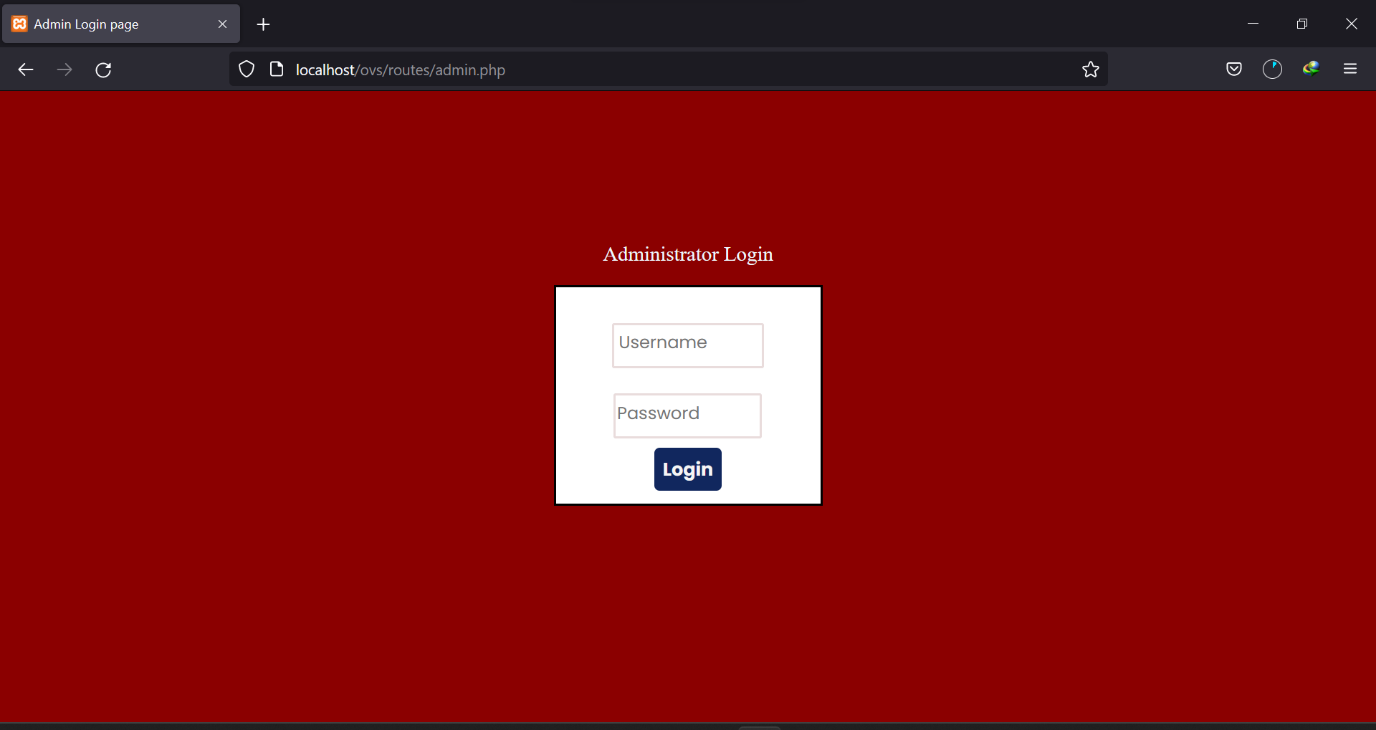 Admin Login page
localhost/ovs/routes/admin.php
Administrator Login
Username
Password
Login